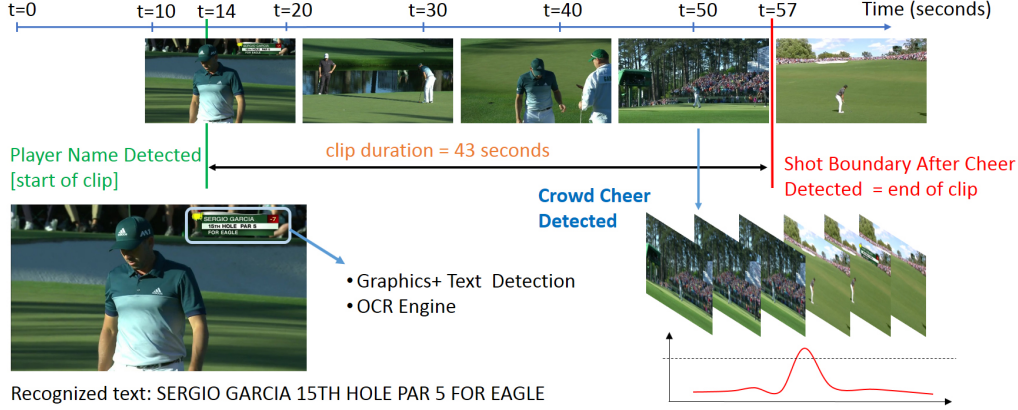 t=0
t=10
t=14
t=20
t=30
t=40
t=50
t=57
Time (seconds)
Player Name Detected
[start of clip]
clip duration = 43 seconds
Shot Boundary After Cheer
Detected = end of clip
Crowd Cheer
Detected
SERGIO GARCIA -7
15TH HOLE PAR 5
FOR EAGLE
• Graphics+ Text Detection
• OCR Engine
Recognized text: SERGIO GARCIA 15TH HOLE PAR 5 FOR EAGLE